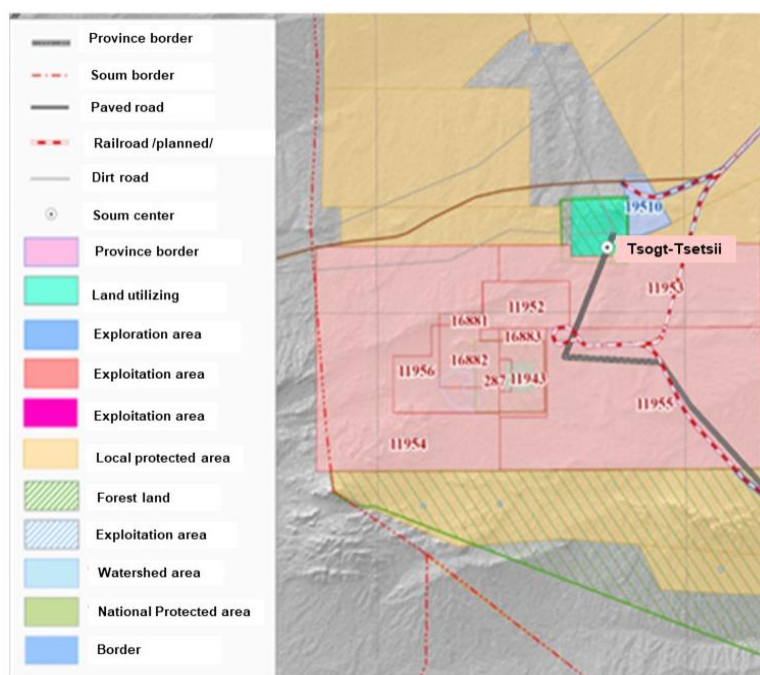 Province border
Soum border
Paved road
Railroad /planned/
Dirt road
Soum center
Province border
Land utilizing
Exploration area
Exploitation area
Exploitation area
Local protected area
Forest land
Exploitation area
Watershed area
National Protected area
Border
19510
Tsogt-Tsetsii
11953
11952
16881
16883
16882
11956
287
11943
11955
11954